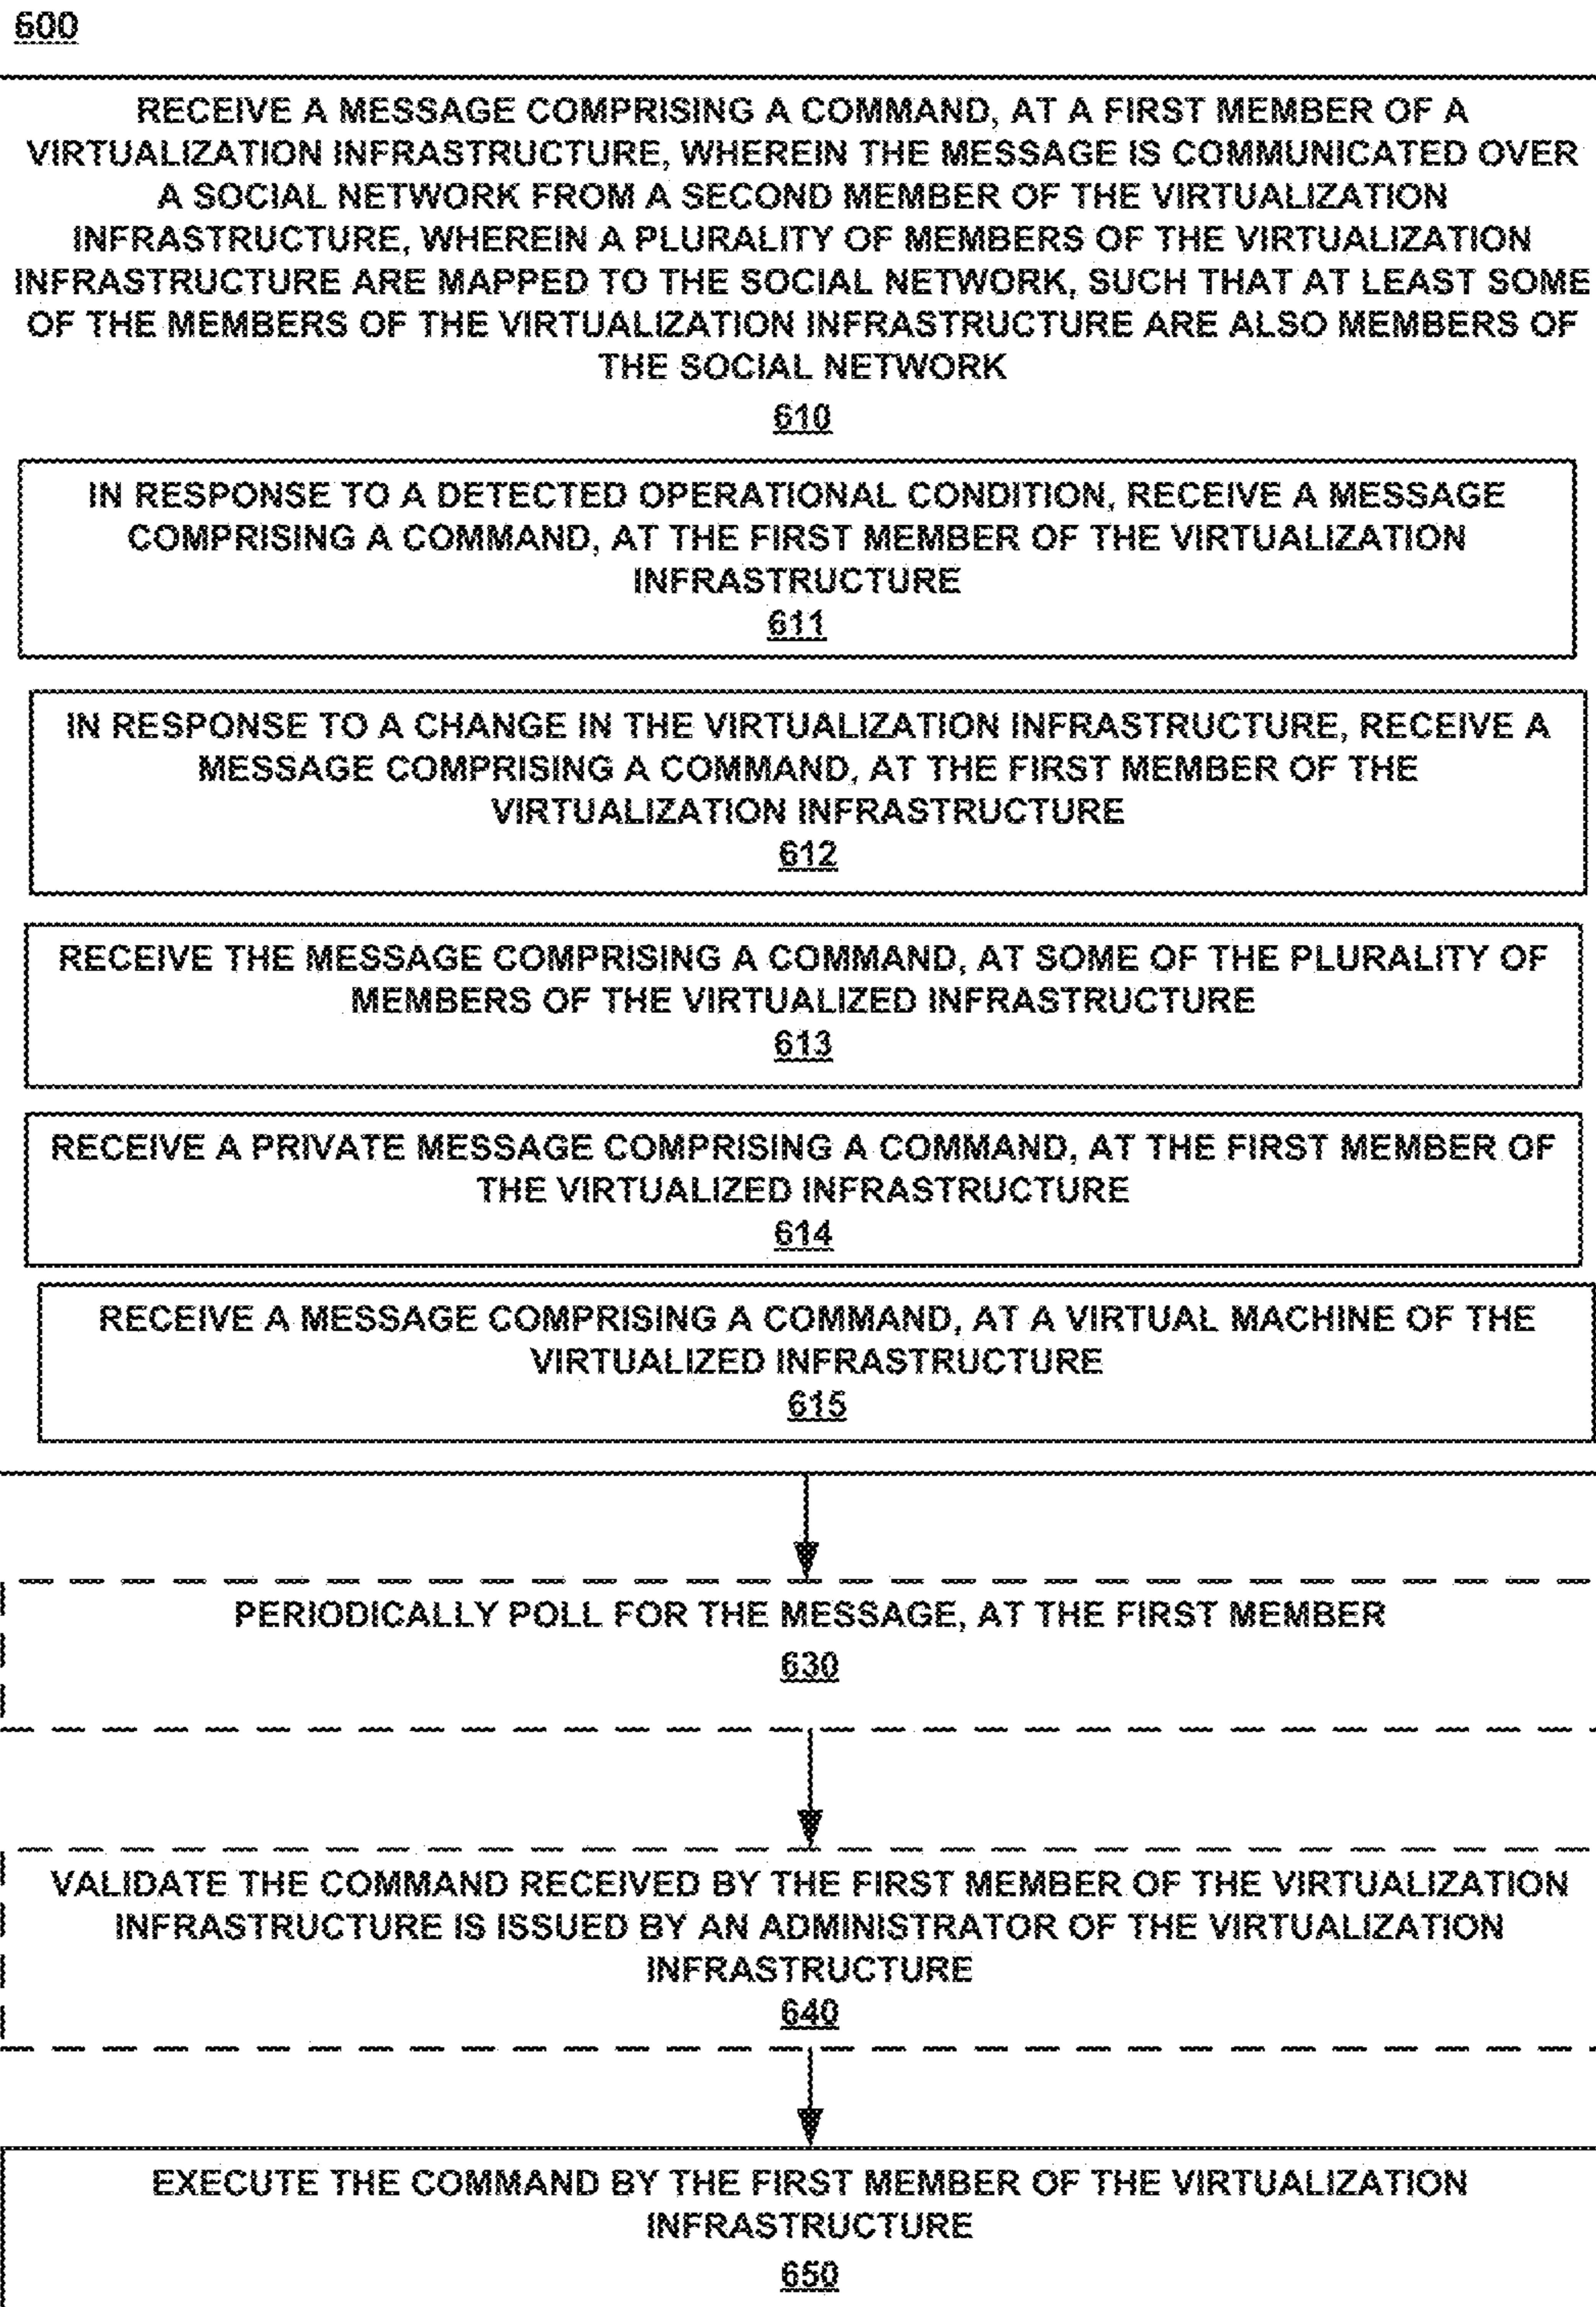 600
RECEIVE A MESSAGE COMPRISING A COMMAND, AT A FIRST MEMBER OF A
VIRTUALIZATION INFRASTRUCTURE, WHEREIN THE MESSAGE IS COMMUNICATED OVER
A SOCIAL NETWORK FROM A SECOND MEMBER OF THE VIRTUALIZATION
INFRASTRUCTURE, WHEREIN A PLURALITY OF MEMBERS OF THE VIRTUALIZATION
INFRASTRUCTURE ARE MAPPED TO THE SOCIAL NETWORK, SUCH THAT AT LEAST SOME
OF THE MEMBERS OF THE VIRTUALIZATION INFRASTRUCTURE ARE ALSO MEMBERS OF
THE SOCIAL NETWORK
610
IN RESPONSE TO A DETECTED OPERATIONAL CONDITION, RECEIVE A MESSAGE
COMPRISING A COMMAND, AT THE FIRST MEMBER OF THE VIRTUALIZATION
INFRASTRUCTURE
611
IN RESPONSE TO A CHANGE IN THE VIRTUALIZATION INFRASTRUCTURE, RECEIVE A
MESSAGE COMPRISING A COMMAND, AT THE FIRST MEMBER OF THE
VIRTUALIZATION INFRASTRUCTURE
612
RECEIVE THE MESSAGE COMPRISING A COMMAND, AT SOME OF THE PLURALITY OF
MEMBERS OF THE VIRTUALIZED INFRASTRUCTURE
613
RECEIVE A PRIVATE MESSAGE COMPRISING A COMMAND, AT THE FIRST MEMBER OF
THE VIRTUALIZED INFRASTRUCTURE
614
RECEIVE A MESSAGE COMPRISING A COMMAND, AT A VIRTUAL MACHINE OF THE
VIRTUALIZED INFRASTRUCTURE
615
PERIODICALLY POLL FOR THE MESSAGE, AT THE FIRST MEMBER
630
VALIDATE THE COMMAND RECEIVED BY THE FIRST MEMBER OF THE VIRTUALIZATION
INFRASTRUCTURE IS ISSUED BY AN ADMINISTRATOR OF THE VIRTUALIZATION
INFRASTRUCTURE
640
EXECUTE THE COMMAND BY THE FIRST MEMBER OF THE VIRTUALIZATION
INFRASTRUCTURE
650